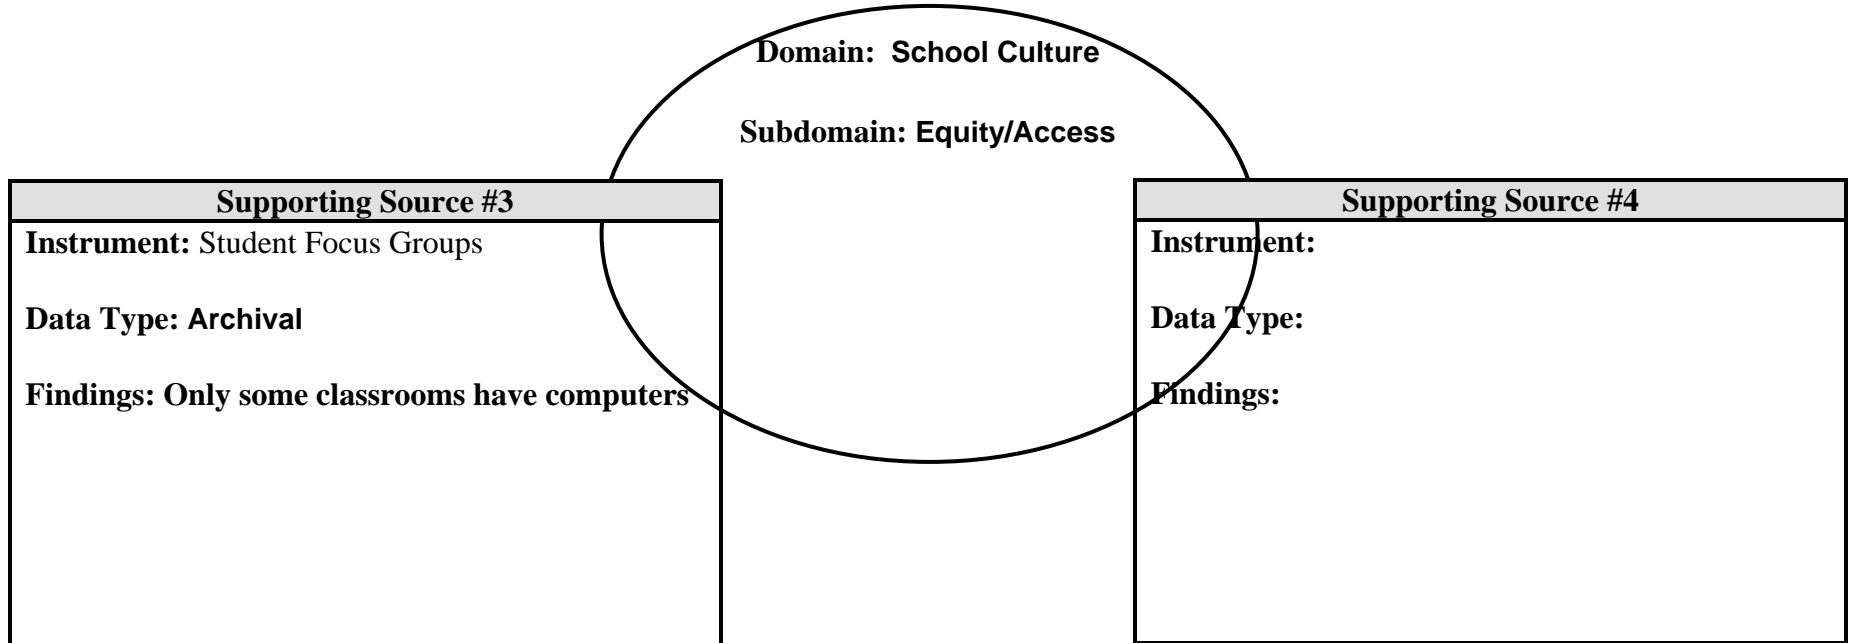 Domain: School Culture
Subdomain: Equity/Access
Supporting Source #3
Instrument: Student Focus Groups
Data Type: Archival
Findings: Only some classrooms have computers
Supporting Source #4
Instrument:
Data Type:
Findings: